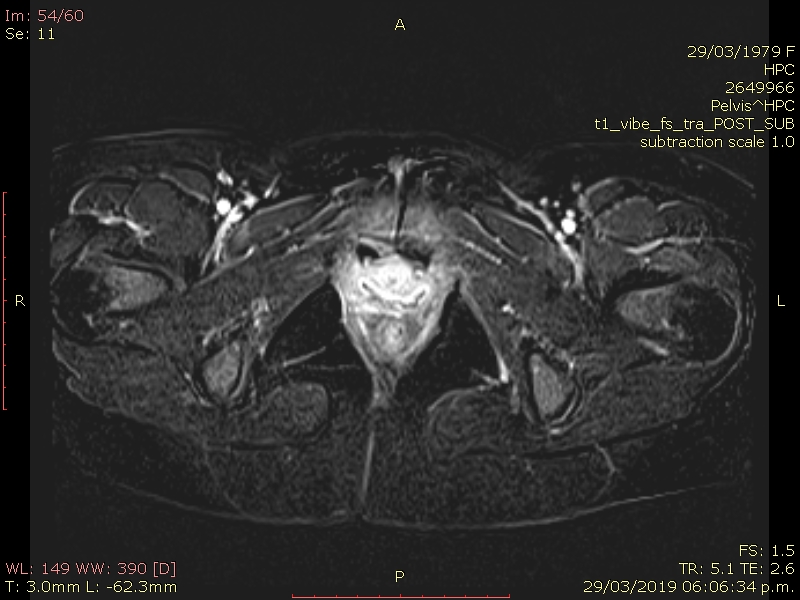 Im: 54/60
Se: 11
A
29/03/1979 F
HPC
2649966
Pelvis^HPC
t1_vibe_fs_tra_POST_SUB
subtraction scale 1.0
R
L
WL: 149 WW: 390 [D]
T: 3.0mm L: -62.3mm
P
FS: 1.5
TR: 5.1 TE: 2.6
29/03/2019 06:06:34 p.m.